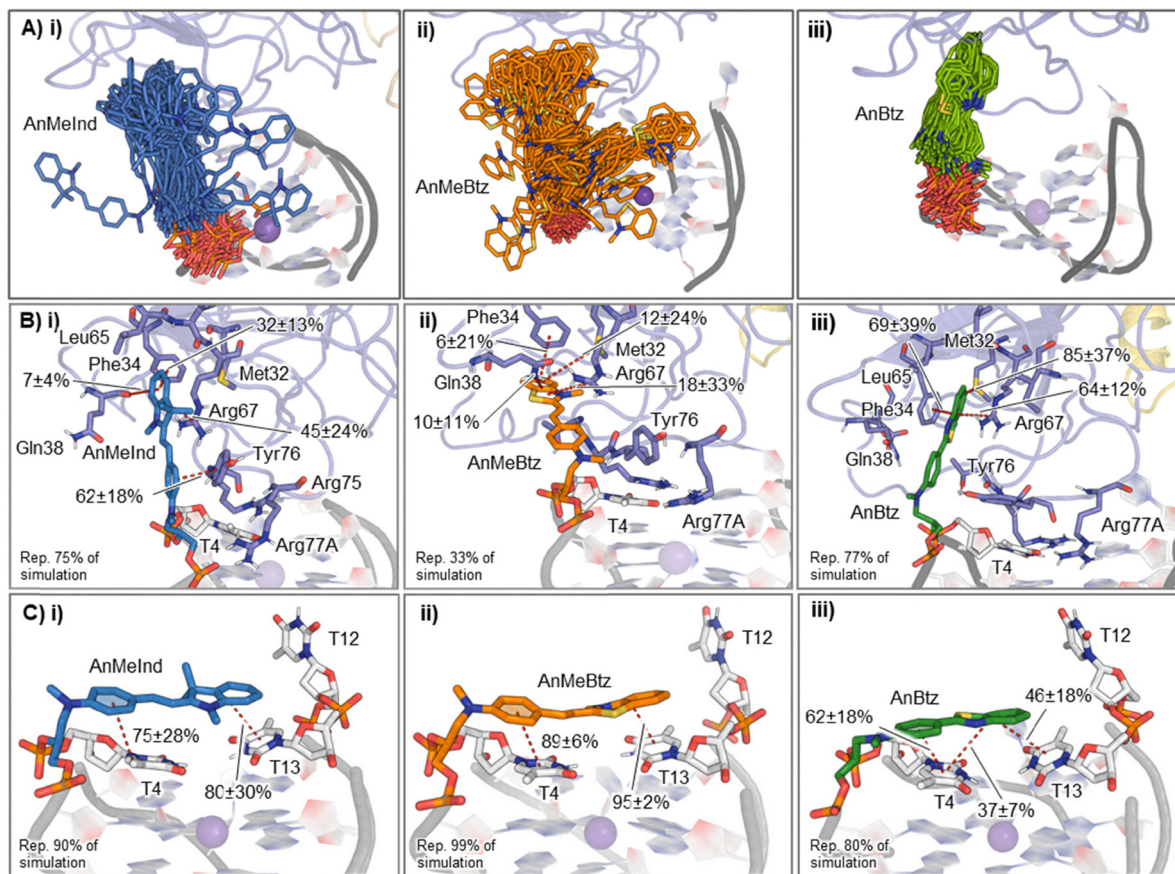 A) i)
AnMeInd
ii)
AnMeBtz
iii)
AnBtz
B) i)
Leu65
32±13%
Phe34
7±4%
Met32
Arg67
Gln38
45±24%
AnMeInd
Tyr76
62±18%
Arg75
T4
Arg77A
Rep. 75% of
simulation
ii)
Phe34
12±24%
6±21%
Met32
Gln38
Arg67
18±33%
10±11%
Tyr76
AnMeBtz
T4
Arg77A
Rep. 33% of
simulation
iii)
69±39%
Met32
85±37%
Leu65
64±12%
Phe34
Arg67
Gln38
Tyr76
AnBtz
Arg77A
T4
Rep. 77% of
simulation
C) i)
T12
AnMeInd
75±28%
T13
T4
80±30%
Rep. 90% of
simulation
ii)
T12
AnMeBtz
89±6%
T13
T4
95±2%
Rep. 99% of
simulation
iii)
T12
AnBtz
46±18%
62±18%
T13
T4
37±7%
Rep. 80% of
simulation